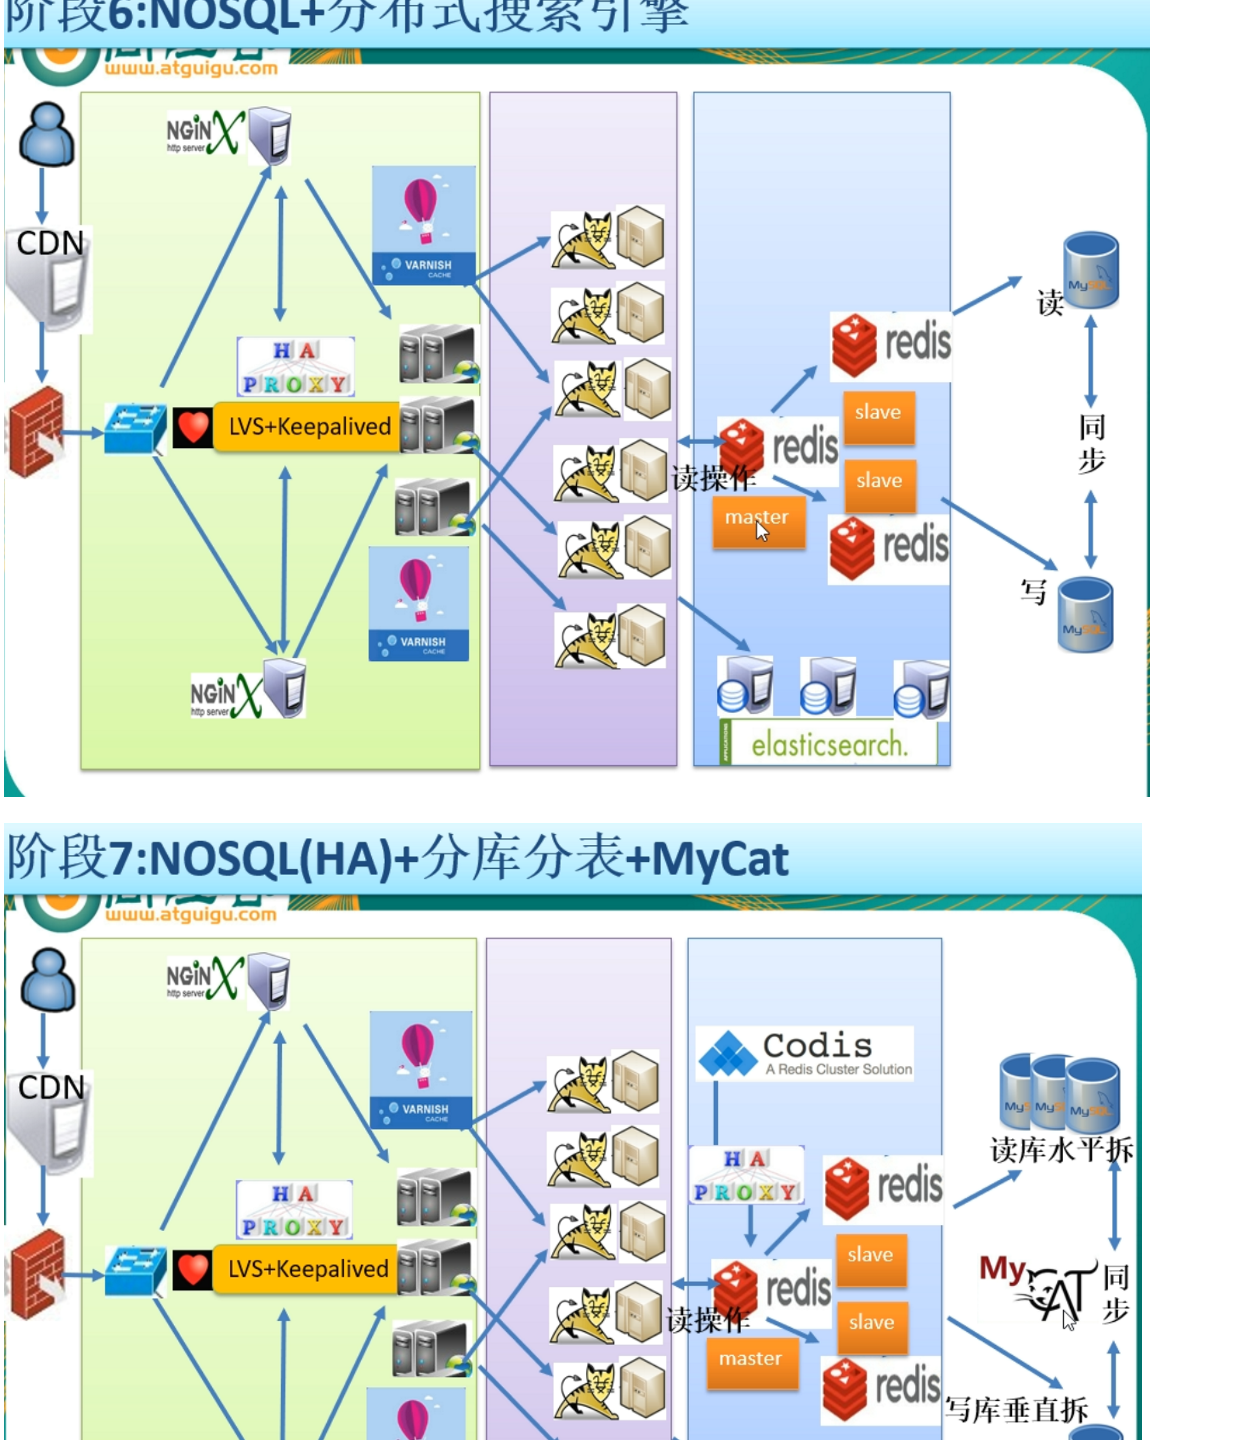 阶段6:NOSQL+分布式搜索引擎
www.atguigu.com
NGiNX
http server
CDN
VARNISH
CACHE
HA
PROXY
LVS+Keepalived
redis
slave
redis
读操作
slave
master
redis
读
MySQL
同步
写
MySQL
VARNISH
CACHE
NGiNX
http server
APPLICATIONS
elasticsearch.
阶段7:NOSQL(HA)+分库分表+MyCat
www.atguigu.com
NGiNX
http server
CDN
VARNISH
CACHE
Codis
A Redis Cluster Solution
My
My
MySQL
读库水平拆
HA
PROXY
HA
PROXY
redis
LVS+Keepalived
slave
redis
读操作
slave
master
redis
MyCAT
同步
写库垂直拆